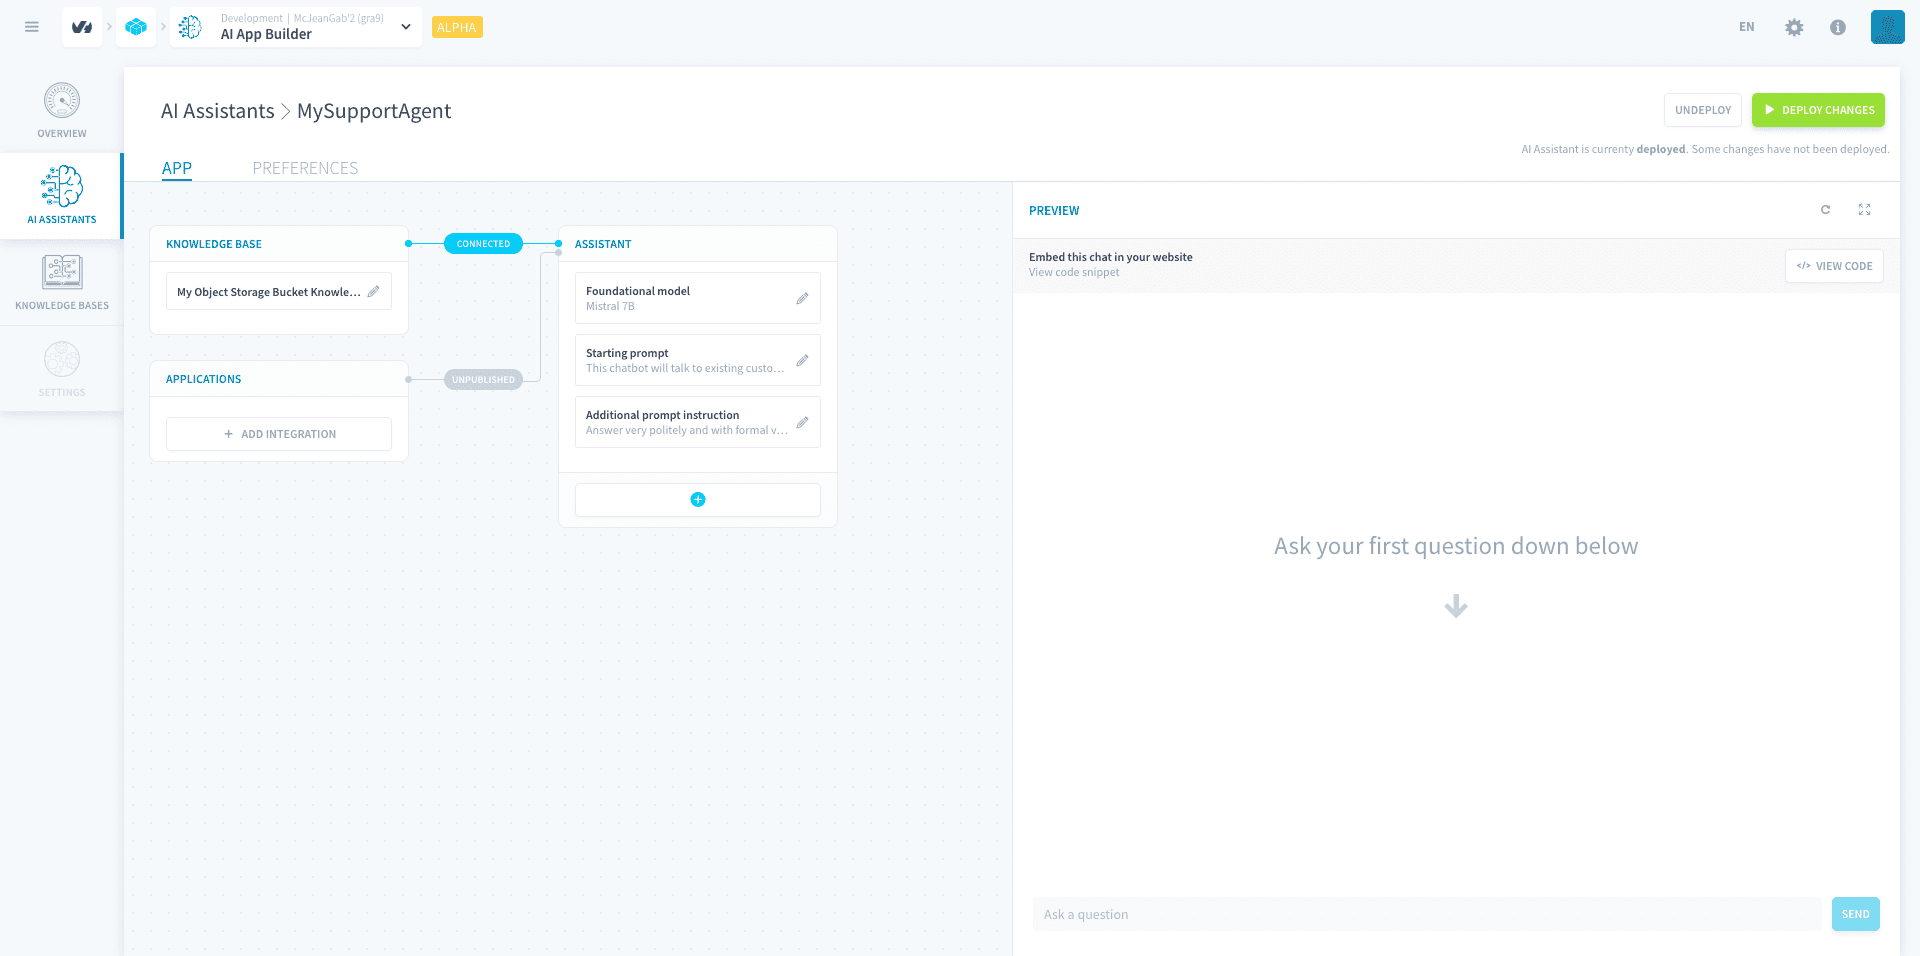 Development | McJeanGab'2 (gra9)
AI App Builder
ALPHA
EN
OVERVIEW
AI ASSISTANTS
KNOWLEDGE BASES
SETTINGS
AI Assistants > MySupportAgent
UNDEPLOY
DEPLOY CHANGES
AI Assistant is currenty deployed. Some changes have not been deployed.
APP
PREFERENCES
KNOWLEDGE BASE
My Object Storage Bucket Knowle...
CONNECTED
APPLICATIONS
ADD INTEGRATION
UNPUBLISHED
ASSISTANT
Foundational model
Mistral 7B
Starting prompt
This chatbot will talk to existing custo...
Additional prompt instruction
Answer very politely and with formal v...
PREVIEW
Embed this chat in your website
View code snippet
</> VIEW CODE
Ask your first question down below
Ask a question
SEND